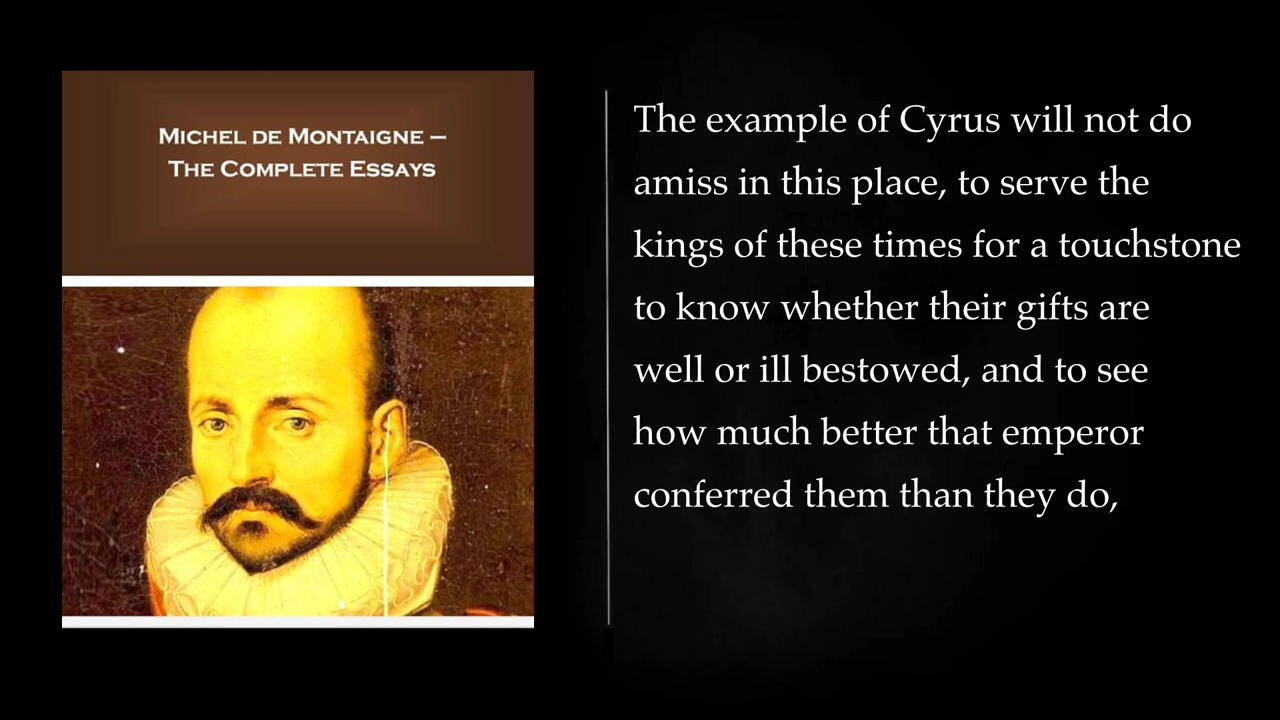 MICHEL DE MONTAIGNE –
THE COMPLETE ESSAYS
The example of Cyrus will not do
amiss in this place, to serve the
kings of these times for a touchstone
to know whether their gifts are
well or ill bestowed, and to see
how much better that emperor
conferred them than they do,